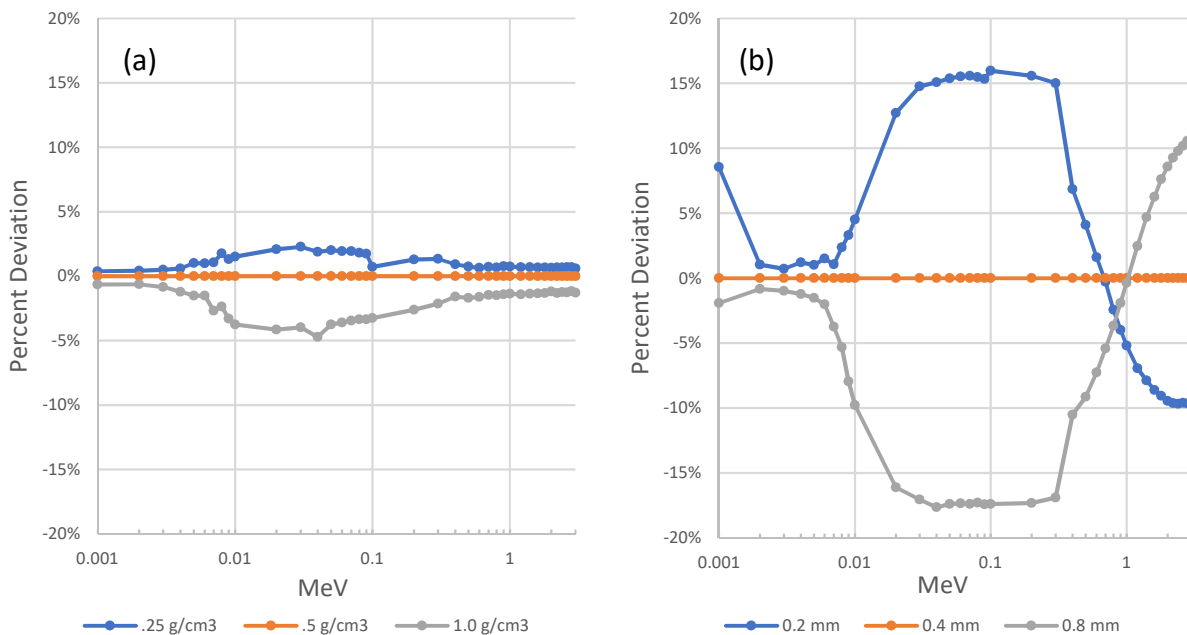 (a)
20%
15%
10%
5%
0%
-5%
-10%
-15%
-20%
Percent Deviation
0.001 0.01 0.1 1
MeV
.25 g/cm3 .5 g/cm3 1.0 g/cm3
(b)
20%
15%
10%
5%
0%
-5%
-10%
-15%
-20%
Percent Deviation
0.001 0.01 0.1 1
MeV
0.2 mm 0.4 mm 0.8 mm